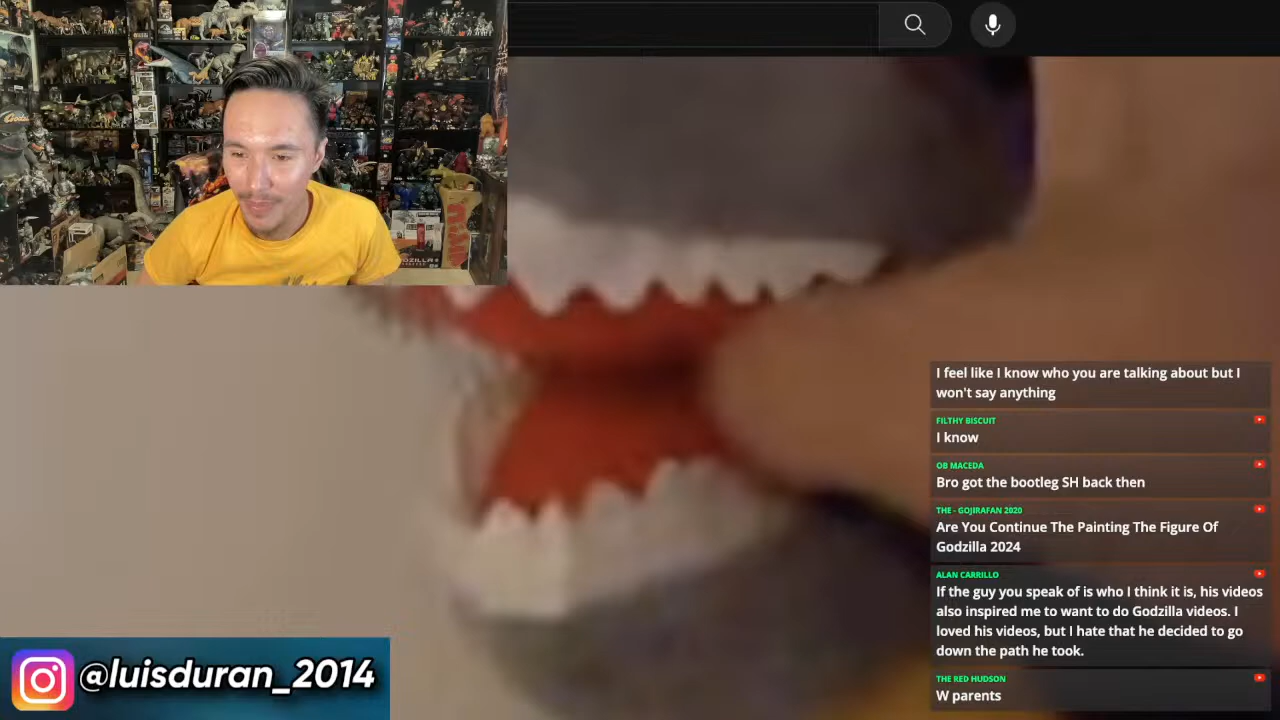 I feel like I know who you are talking about but I
won't say anything
FILTHY BISCUIT
I know
OB MACEDA
Bro got the bootleg SH back then
THE - GOJIRAFAN 2020
Are You Continue The Painting The Figure Of
Godzilla 2024
ALAN CARRILLO
If the guy you speak of is who I think it is, his videos
also inspired me to want to do Godzilla videos. I
loved his videos, but I hate that he decided to go
down the path he took.
THE RED HUDSON
W parents
@luisduran_2014